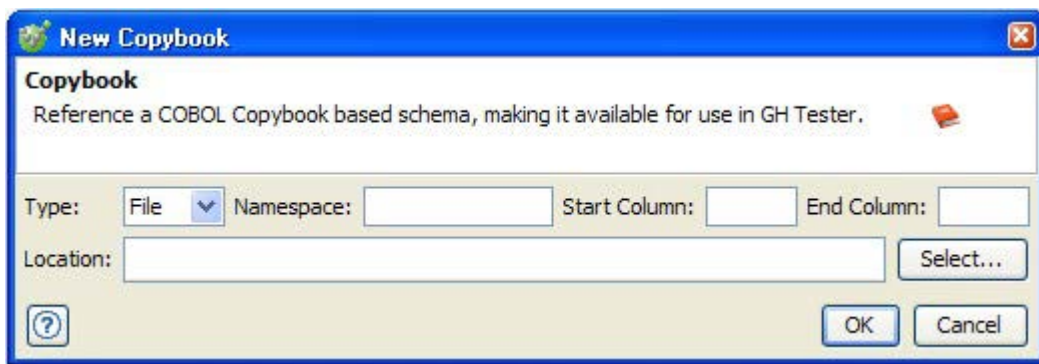 New Copybook
Copybook
Reference a COBOL Copybook based schema, making it available for use in GH Tester.
Type: File Namespace: Start Column: End Column:
Location: Select...
? OK Cancel